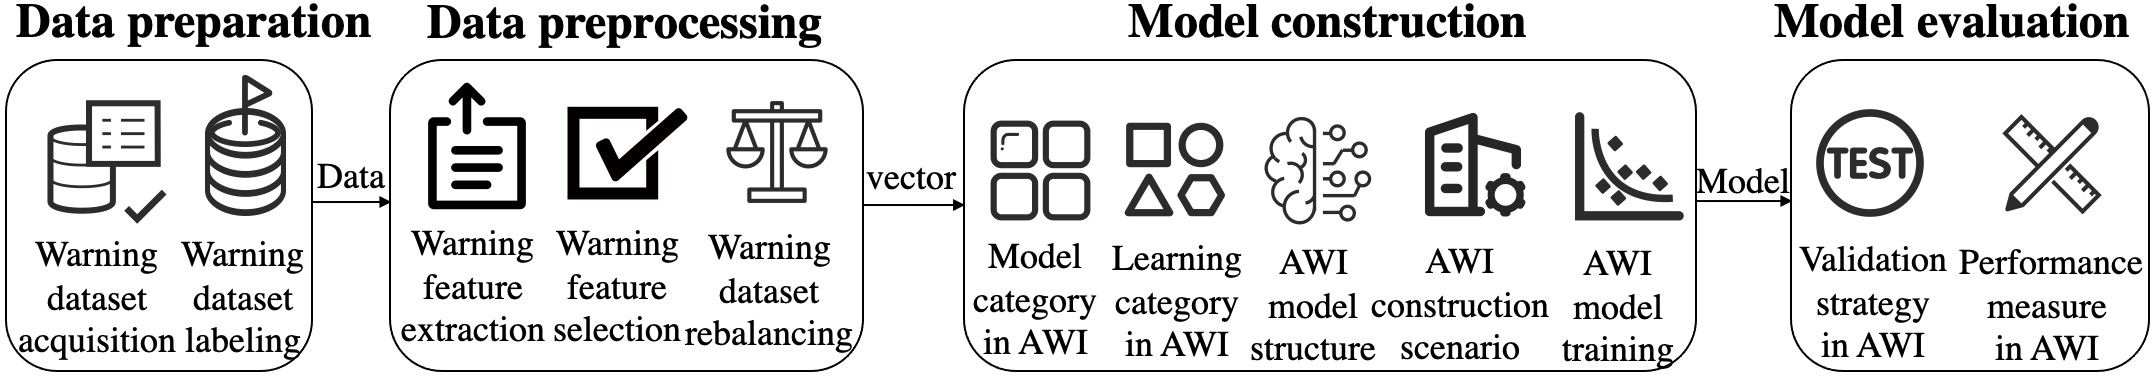 Data preparation
Data preprocessing
Model construction
Model evaluation
Warning
dataset
acquisition
Warning
dataset
labeling
Data
Warning
feature
extraction
Warning
feature
selection
Warning
dataset
rebalancing
vector
Model
category
in AWI
Learning
category
in AWI
AWI
model
structure
AWI
construction
scenario
AWI
model
training
Model
TEST
Validation
strategy
in AWI
Performance
measure
in AWI